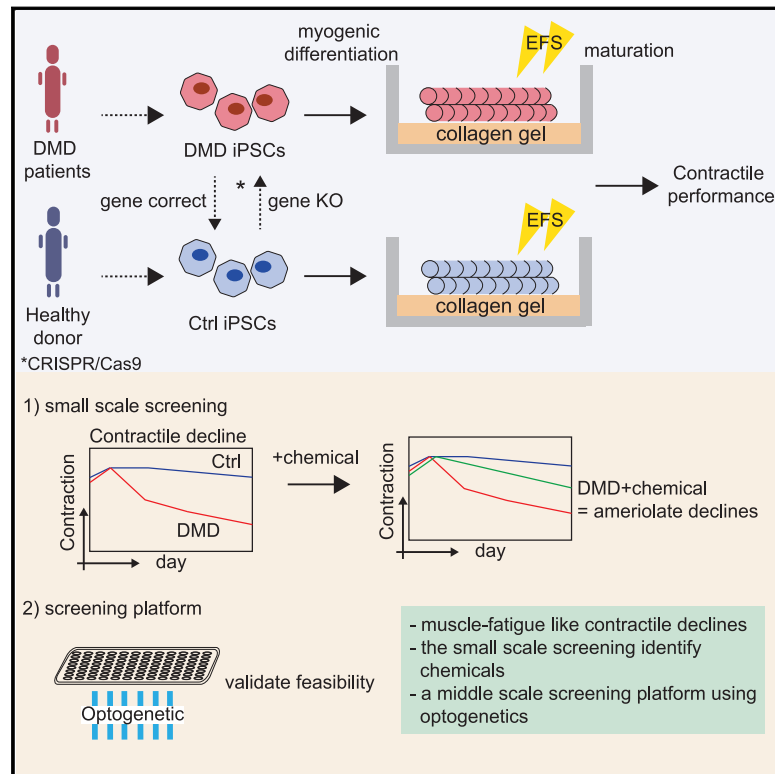 myogenic
differentiation
EFS
maturation
collagen gel
DMD
patients
DMD iPSCs
gene correct
*
gene KO
Contractile
performance
EFS
collagen gel
Healthy
donor
Ctrl iPSCs
*CRISPR/Cas9
1) small scale screening
Contractile decline
Ctrl
DMD
Contraction
day
+chemical
Contraction
day
DMD+chemical
= ameriolate declines
2) screening platform
Optogenetic
validate feasibility
- muscle-fatigue like contractile declines
- the small scale screening identify
chemicals
- a middle scale screening platform using
optogenetics